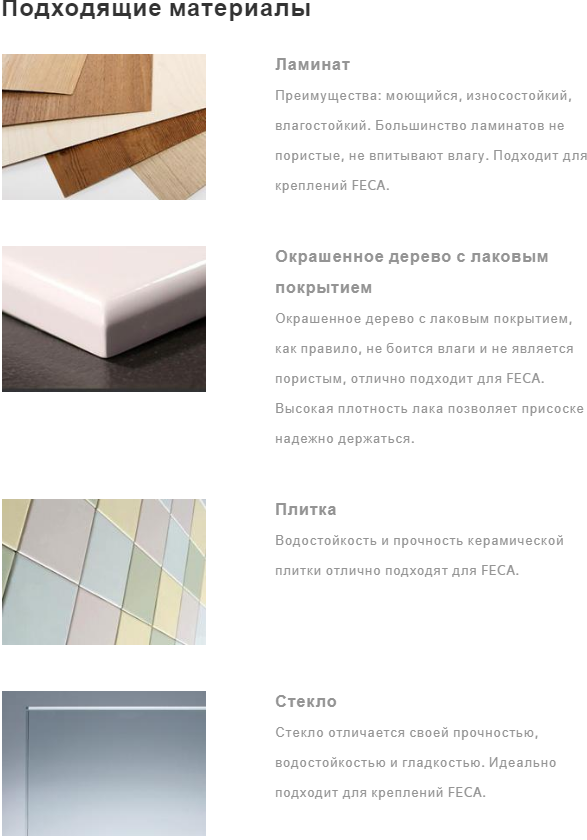 Подходящие материалы
Ламинат
Преимущества: моющийся, износостойкий,
влагостойкий. Большинство ламинатов не
пористые, не впитывают влагу. Подходит для
креплений FECA.
Окрашенное дерево с лаковым
покрытием
Окрашенное дерево с лаковым покрытием,
как правило, не боится влаги и не является
пористым, отлично подходит для FECA.
Высокая плотность лака позволяет присоске
надежно держаться.
Плитка
Водостойкость и прочность керамической
плитки отлично подходят для FECA.
Стекло
Стекло отличается своей прочностью,
водостойкостью и гладкостью. Идеально
подходит для креплений FECA.